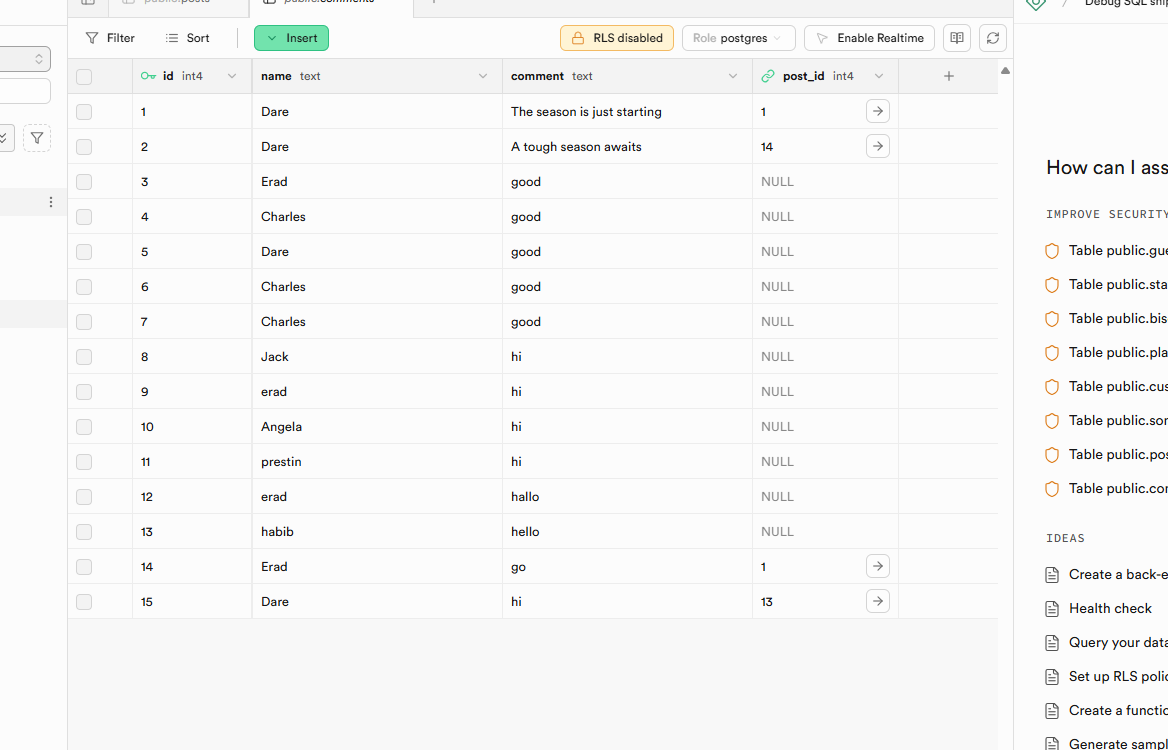 public.posts public.comments +
Filter Sort Insert RLS disabled Role postgres Enable Realtime
id int4 name text comment text post_id int4 +
1 Dare The season is just starting 1
2 Dare A tough season awaits 14
3 Erad good NULL
4 Charles good NULL
5 Dare good NULL
6 Charles good NULL
7 Charles good NULL
8 Jack hi NULL
9 erad hi NULL
10 Angela hi NULL
11 prestin hi NULL
12 erad hallo NULL
13 habib hello NULL
14 Erad go 1
15 Dare hi 13
/ Debug SQL snip
How can I ass
IMPROVE SECURITY
Table public.gue
Table public.sta
Table public.bis
Table public.pla
Table public.cus
Table public.son
Table public.pos
Table public.con
IDEAS
Create a back-e
Health check
Query your data
Set up RLS polic
Create a functio
Generate sampl